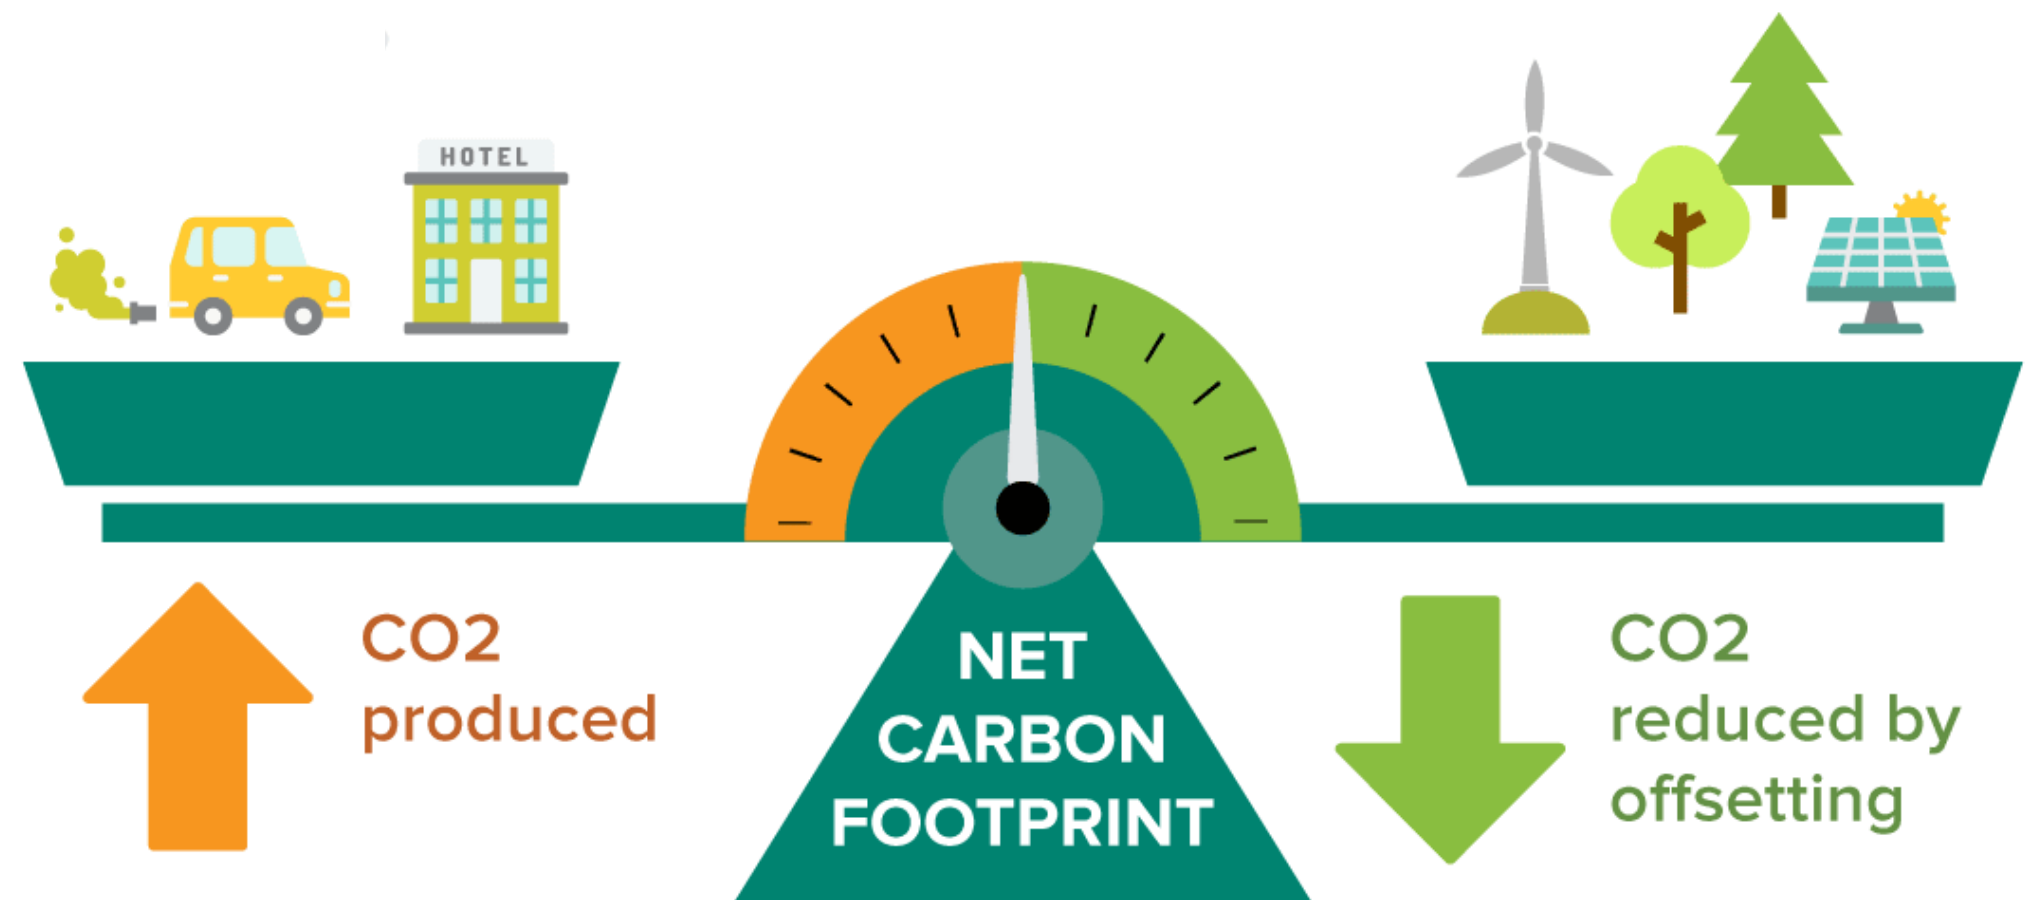 HOTEL
CO2
produced
NET
CARBON
FOOTPRINT
CO2
reduced by
offsetting